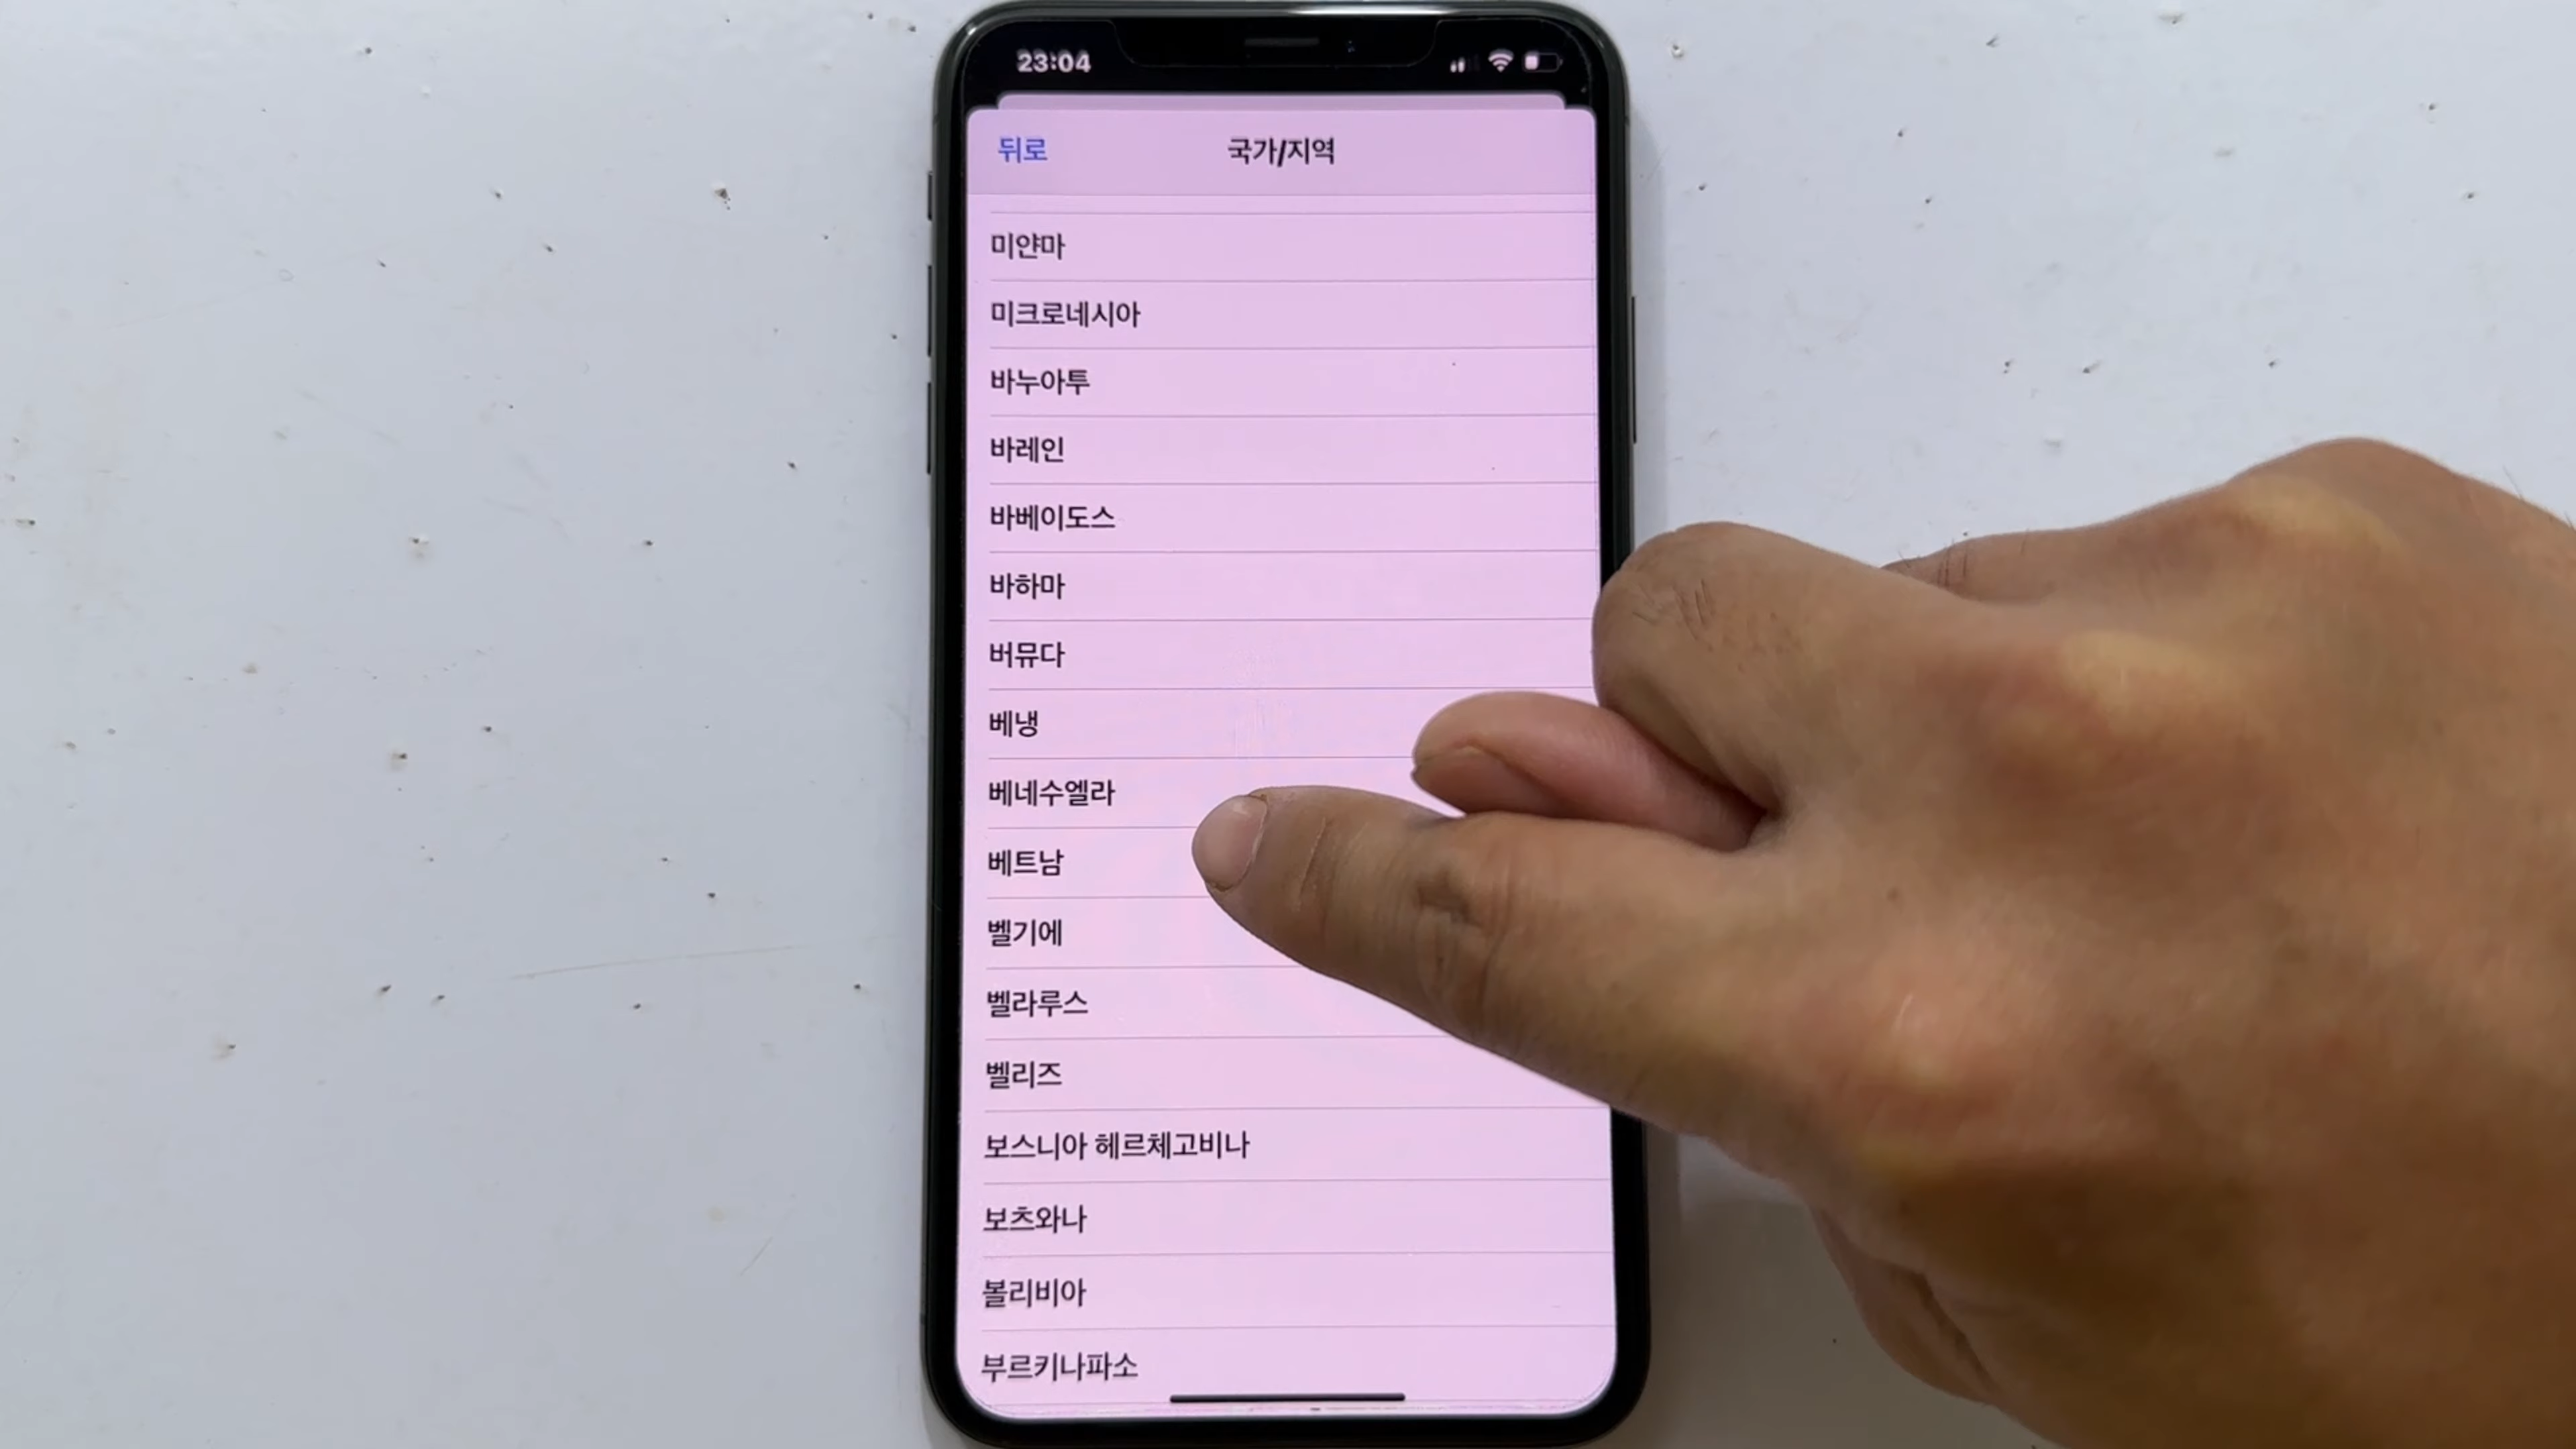 23:04
뒤로
국가/지역
미얀마
미크로네시아
바누아투
바레인
바베이도스
바하마
버뮤다
베냉
베네수엘라
베트남
벨기에
벨라루스
벨리즈
보스니아 헤르체고비나
보츠와나
볼리비아
부르키나파소